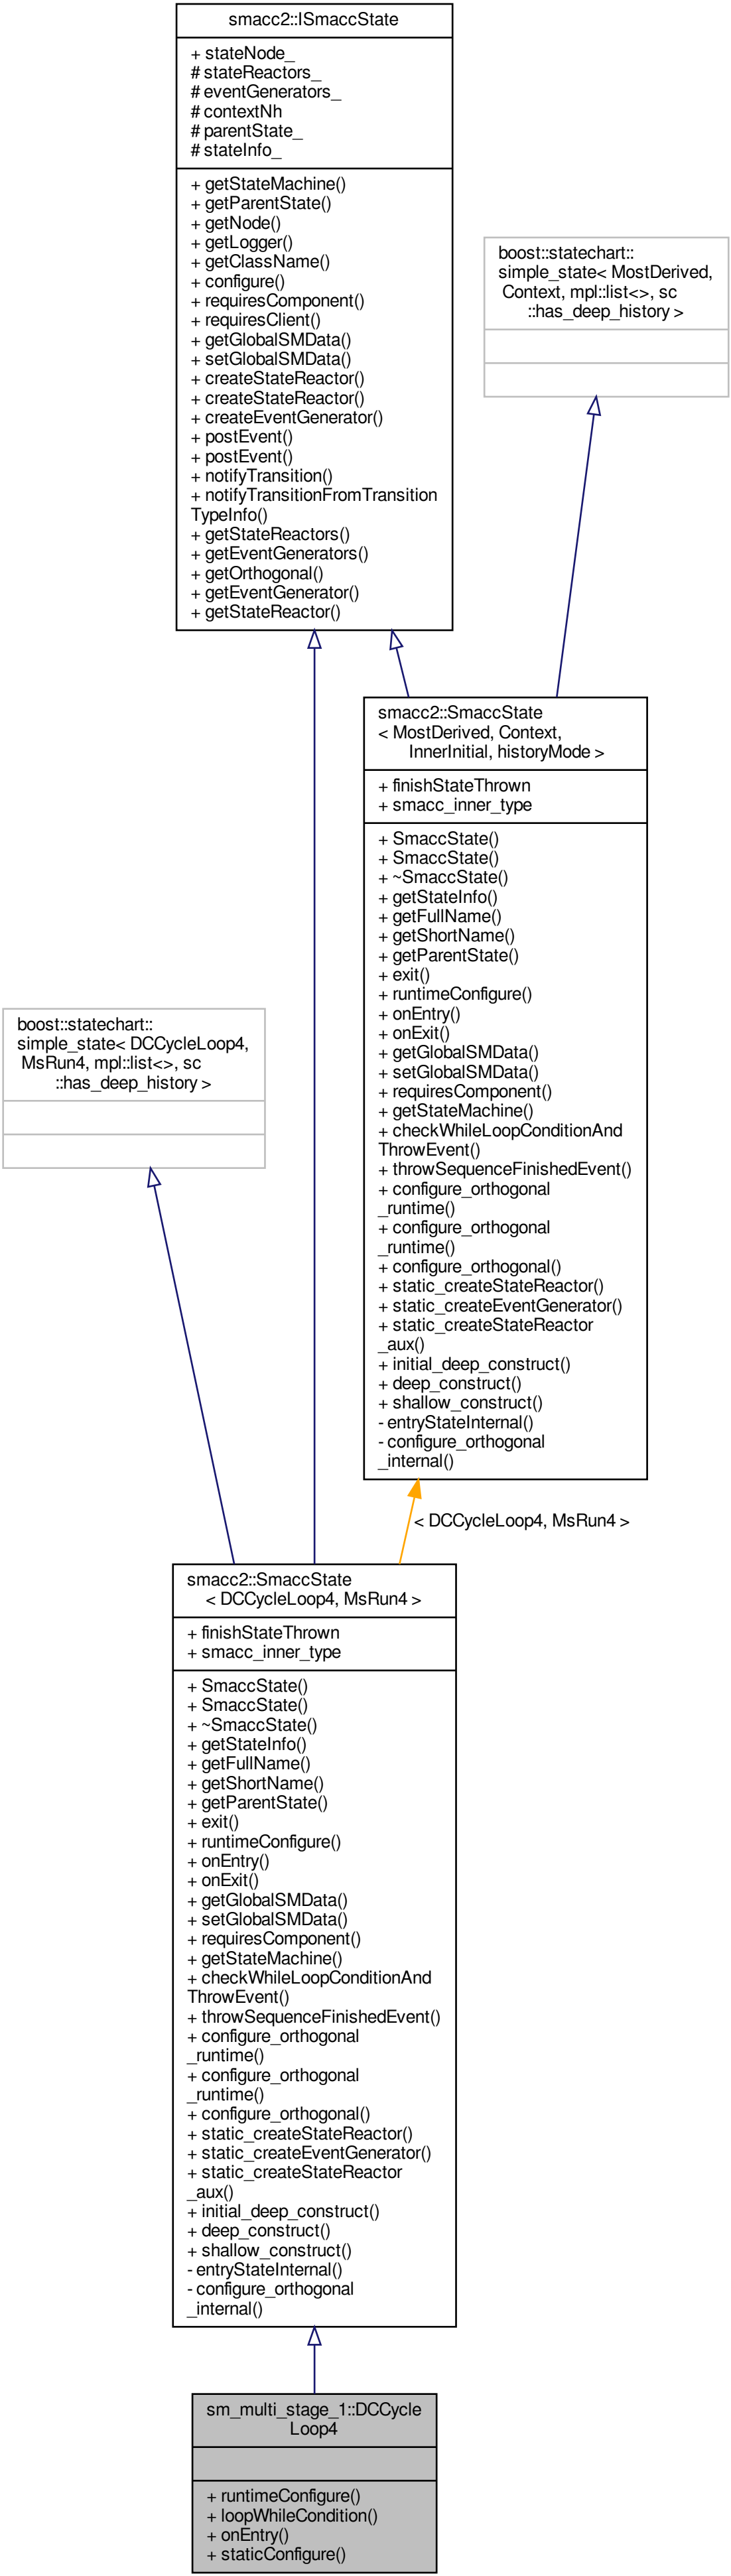 smacc2::ISmaccState
+ stateNode_
# stateReactors_
# eventGenerators_
# contextNh
# parentState_
# stateInfo_
+ getStateMachine()
+ getParentState()
+ getNode()
+ getLogger()
+ getClassName()
+ configure()
+ requiresComponent()
+ requiresClient()
+ getGlobalSMData()
+ setGlobalSMData()
+ createStateReactor()
+ createStateReactor()
+ createEventGenerator()
+ postEvent()
+ postEvent()
+ notifyTransition()
+ notifyTransitionFromTransition
TypeInfo()
+ getStateReactors()
+ getEventGenerators()
+ getOrthogonal()
+ getEventGenerator()
+ getStateReactor()
boost::statechart::
simple_state< MostDerived,
Context, mpl::list<>, sc
::has_deep_history >
smacc2::SmaccState
< MostDerived, Context,
InnerInitial, historyMode >
+ finishStateThrown
+ smacc_inner_type
+ SmaccState()
+ SmaccState()
+ ~SmaccState()
+ getStateInfo()
+ getFullName()
+ getShortName()
+ getParentState()
+ exit()
+ runtimeConfigure()
+ onEntry()
+ onExit()
+ getGlobalSMData()
+ setGlobalSMData()
+ requiresComponent()
+ getStateMachine()
+ checkWhileLoopConditionAnd
ThrowEvent()
+ throwSequenceFinishedEvent()
+ configure_orthogonal
_runtime()
+ configure_orthogonal
_runtime()
+ configure_orthogonal()
+ static_createStateReactor()
+ static_createEventGenerator()
+ static_createStateReactor
_aux()
+ initial_deep_construct()
+ deep_construct()
+ shallow_construct()
- entryStateInternal()
- configure_orthogonal
_internal()
boost::statechart::
simple_state< DCCycleLoop4,
MsRun4, mpl::list<>, sc
::has_deep_history >
< DCCycleLoop4, MsRun4 >
smacc2::SmaccState
< DCCycleLoop4, MsRun4 >
+ finishStateThrown
+ smacc_inner_type
+ SmaccState()
+ SmaccState()
+ ~SmaccState()
+ getStateInfo()
+ getFullName()
+ getShortName()
+ getParentState()
+ exit()
+ runtimeConfigure()
+ onEntry()
+ onExit()
+ getGlobalSMData()
+ setGlobalSMData()
+ requiresComponent()
+ getStateMachine()
+ checkWhileLoopConditionAnd
ThrowEvent()
+ throwSequenceFinishedEvent()
+ configure_orthogonal
_runtime()
+ configure_orthogonal
_runtime()
+ configure_orthogonal()
+ static_createStateReactor()
+ static_createEventGenerator()
+ static_createStateReactor
_aux()
+ initial_deep_construct()
+ deep_construct()
+ shallow_construct()
- entryStateInternal()
- configure_orthogonal
_internal()
sm_multi_stage_1::DCCycle
Loop4
+ runtimeConfigure()
+ loopWhileCondition()
+ onEntry()
+ staticConfigure()